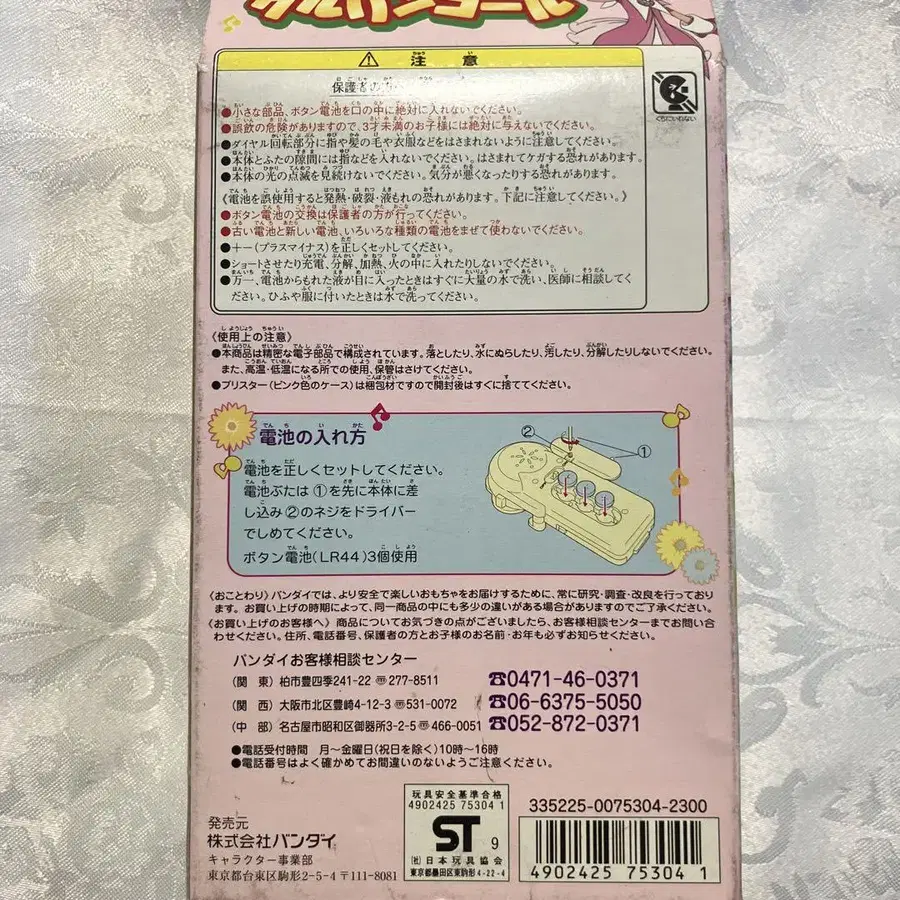 注意
保護者の
●小さな部品、ボタン電池を口の中に絶対に入れないでください。
●誤飲の危険がありますので、3才未満のお子様には絶対に与えないでください。
●ダイヤル回転部分に指や髪の毛や衣服などをはさまれないように注意してください。
●本体とふたの隙間には指などを入れないでください。はさまれてケガする恐れがあります。
●本体の光の点滅を見続けないでください。気分が悪くなったりする恐れがあります。
《電池を誤使用すると発熱・破裂・液もれの恐れがあります。下記に注意してください。》
●ボタン電池の交換は保護者の方が行ってください。
●古い電池と新しい電池、いろいろな種類の電池をまぜて使わないでください。
●+−(プラスマイナス)を正しくセットしてください。
●ショートさせたり充電、分解、加熱、火の中に入れたりしないでください。
●万一、電池からもれた液が目に入ったときはすぐに大量の水で洗い、医師に相談してく
ださい。ひふや服に付いたときは水で洗ってください。
くちにいれない
《使用上の注意》
●本商品は精密な電子部品で構成されています。落としたり、水にぬらしたり、汚したり、分解したりしないでください。
また、高温・低温になる所での使用、保管はさけてください。
●ブリスター(ピンク色のケース)は梱包材ですので開封後はすぐに捨ててください。
電池の入れ方
電池を正しくセットしてください。
電池ぶたは①を先に本体に差
し込み②のネジをドライバー
でしめてください。
ボタン電池(LR44)3個使用
②
①
《おことわり》バンダイでは、より安全で楽しいおもちゃをお届けするために、常に研究・調査・改良を行っており
ます。お買い上げの時期によって、同一商品の中にも多少の違いがある場合がありますのでご了承ください。
《お買い上げのお客様へ》商品についてお気づきの点がございましたら、お客様相談センターまでお問い合
わせください。住所、電話番号、保護者の方とお子様のお名前・お年も必ずお知らせください。
バンダイお客様相談センター
(関 東) 柏市豊四季241-22 〠277-8511 ☎0471-46-0371
(関 西) 大阪市北区豊崎4-12-3 〠531-0072 ☎06-6375-5050
(中 部) 名古屋市昭和区御器所3-2-5 〠466-0051 ☎052-872-0371
●電話受付時間 月〜金曜日(祝日を除く)10時〜16時
●電話番号はよく確かめてお間違いのないようご注意ください。
発売元
株式会社バンダイ
キャラクター事業部
東京都台東区駒形2-5-4 〒111-8081
玩具安全基準合格
4902425 75304 1
ST 9
(社)日本玩具協会
東京都墨田区東駒形4-22-4
335225-0075304-2300
4902425 753041